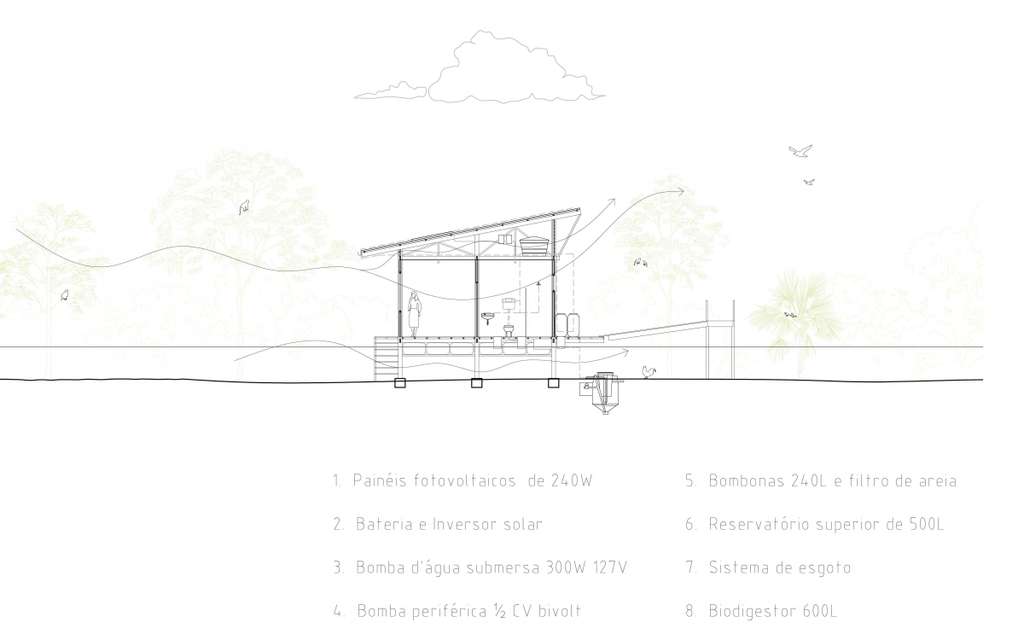 1. Painéis fotovoltaicos de 240W
2. Bateria e Inversor solar
3. Bomba d'água submersa 300W 127V
4. Bomba periférica ½ CV bivolt
5. Bombonas 240L e filtro de areia
6. Reservatório superior de 500L
7. Sistema de esgoto
8. Biodigestor 600L